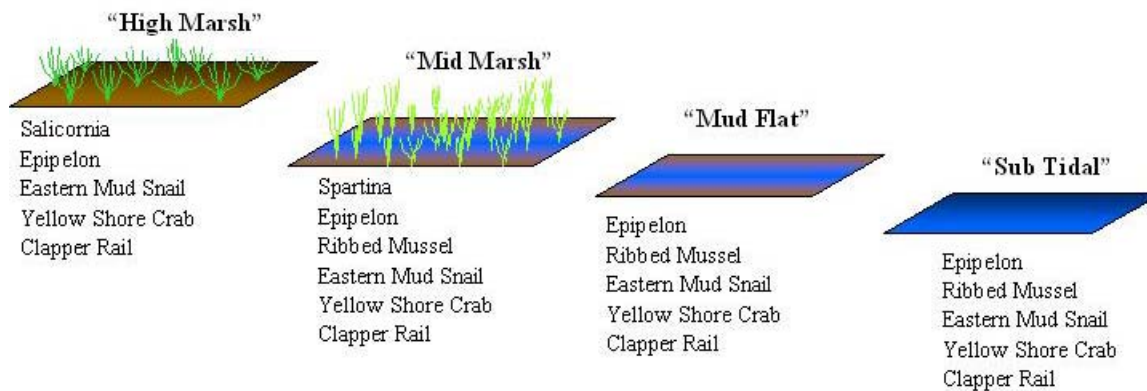 “High Marsh”
Salicornia
Epipelon
Eastern Mud Snail
Yellow Shore Crab
Clapper Rail
“Mid Marsh”
Spartina
Epipelon
Ribbed Mussel
Eastern Mud Snail
Yellow Shore Crab
Clapper Rail
“Mud Flat”
Epipelon
Ribbed Mussel
Eastern Mud Snail
Yellow Shore Crab
Clapper Rail
“Sub Tidal”
Epipelon
Ribbed Mussel
Eastern Mud Snail
Yellow Shore Crab
Clapper Rail